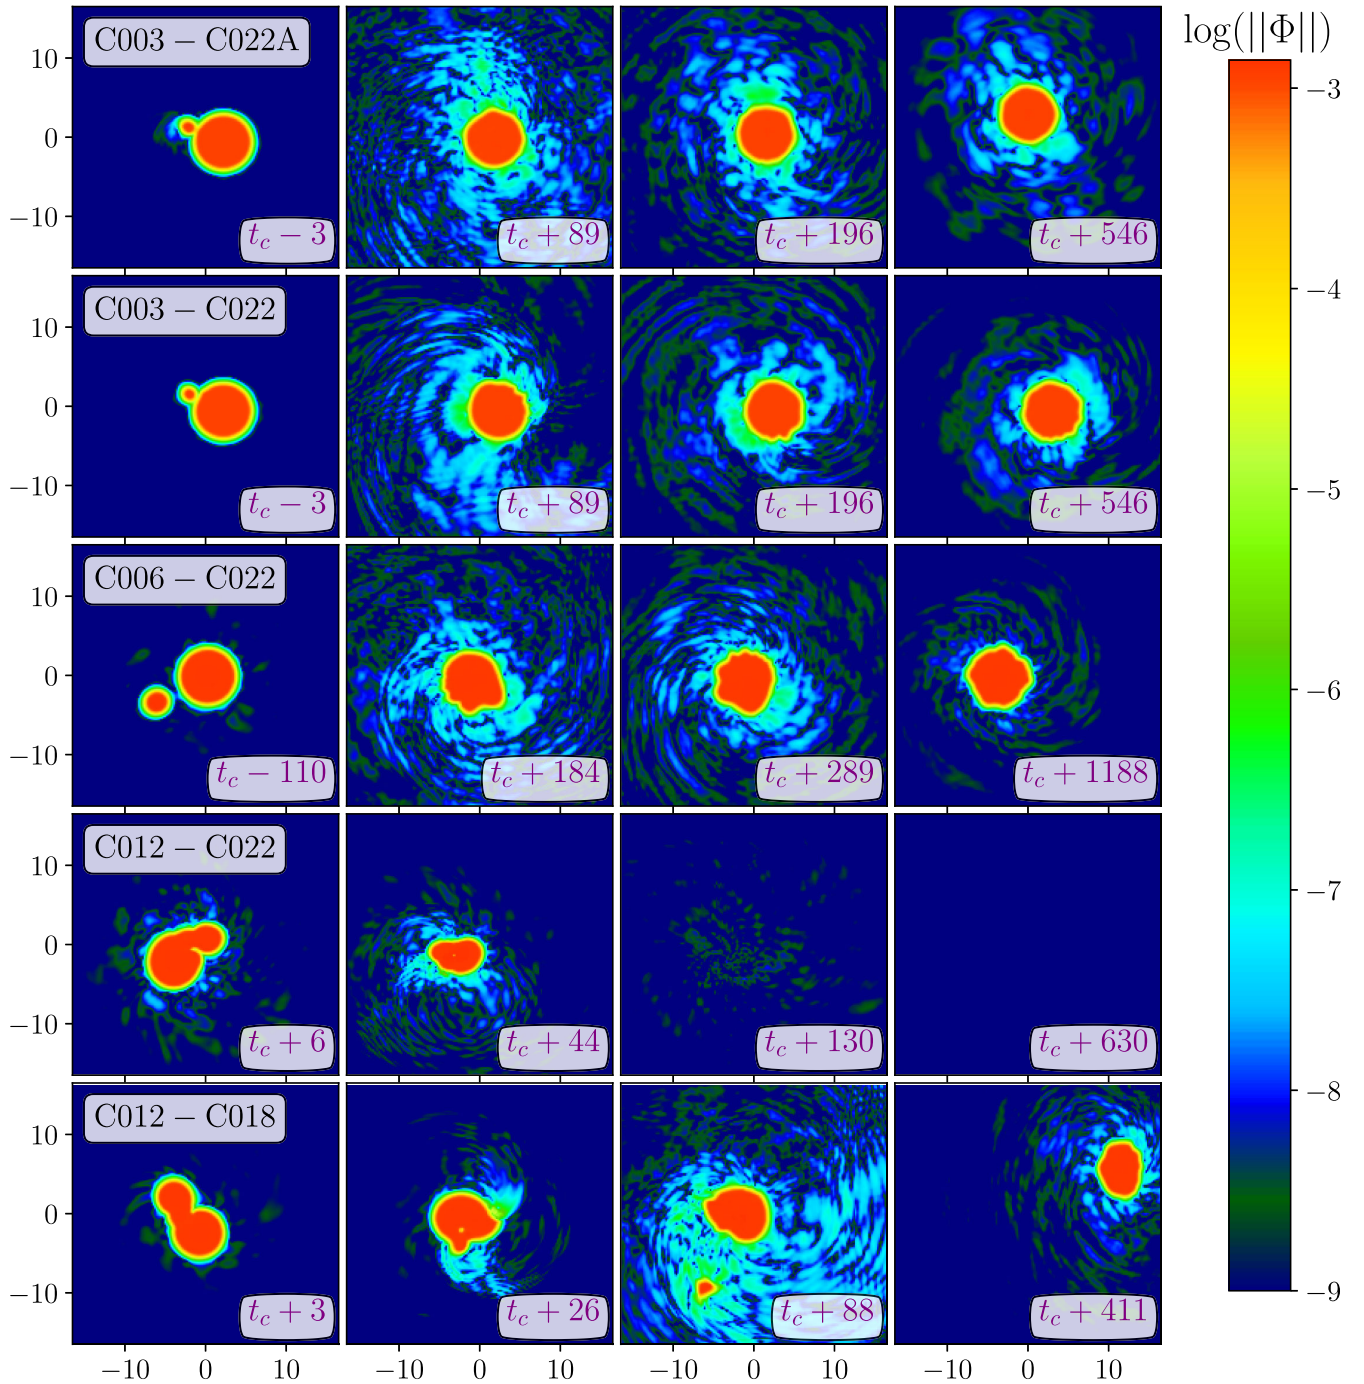 log(||Φ||)
C003 − C022A
10
0
−10
t_c − 3
t_c + 89
t_c + 196
t_c + 546
C003 − C022
10
0
−10
t_c − 3
t_c + 89
t_c + 196
t_c + 546
C006 − C022
10
0
−10
t_c − 110
t_c + 184
t_c + 289
t_c + 1188
C012 − C022
10
0
−10
t_c + 6
t_c + 44
t_c + 130
t_c + 630
C012 − C018
10
0
−10
t_c + 3
t_c + 26
t_c + 88
t_c + 411
−10 0 10 −10 0 10 −10 0 10 −10 0 10
−3
−4
−5
−6
−7
−8
−9